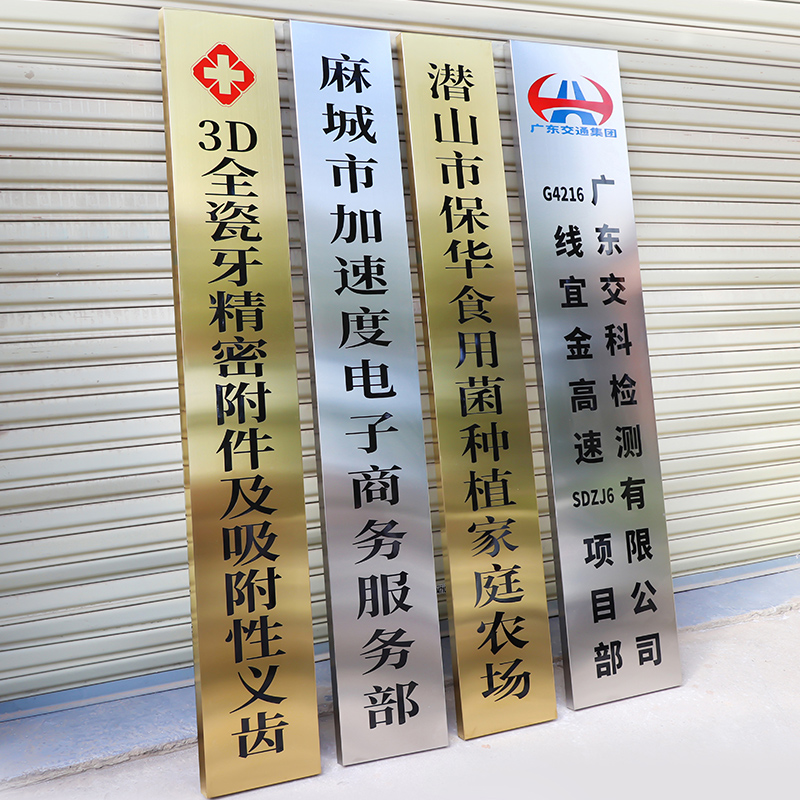 3D全瓷牙精密附件及吸附性义齿
麻城市加速度电子商务服务部
潜山市保华食用菌种植家庭农场
广东交通集团
广东交科检测有限公司
G4216线宜金高速SDZJ6项目部